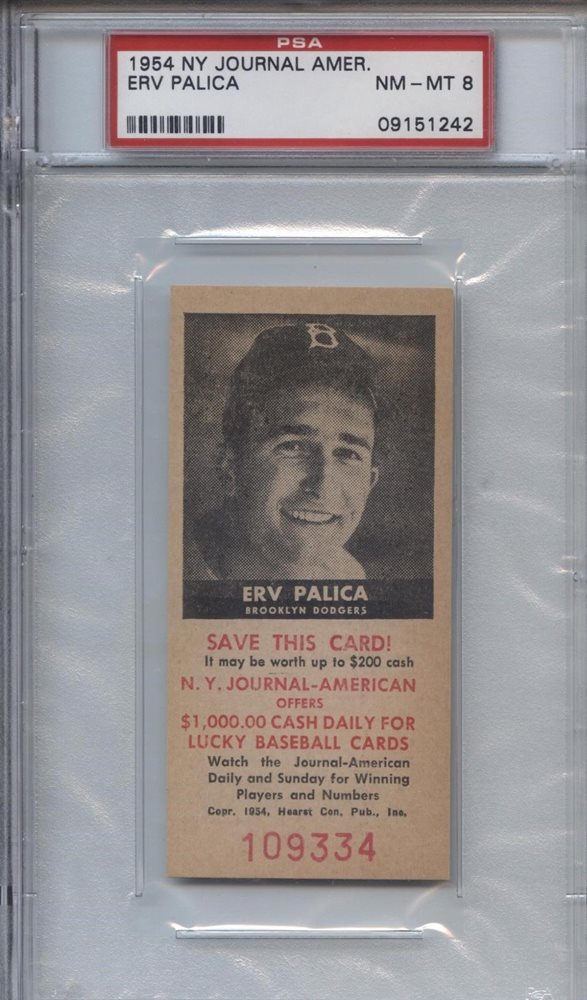 PSA
1954 NY JOURNAL AMER.
ERV PALICA NM-MT 8
09151242
B
ERV PALICA
BROOKLYN DODGERS
SAVE THIS CARD!
It may be worth up to $200 cash
N.Y. JOURNAL-AMERICAN
OFFERS
$1,000.00 CASH DAILY FOR
LUCKY BASEBALL CARDS
Watch the Journal-American
Daily and Sunday for Winning
Players and Numbers
Copr. 1954, Hearst Con. Pub., Inc.
109334